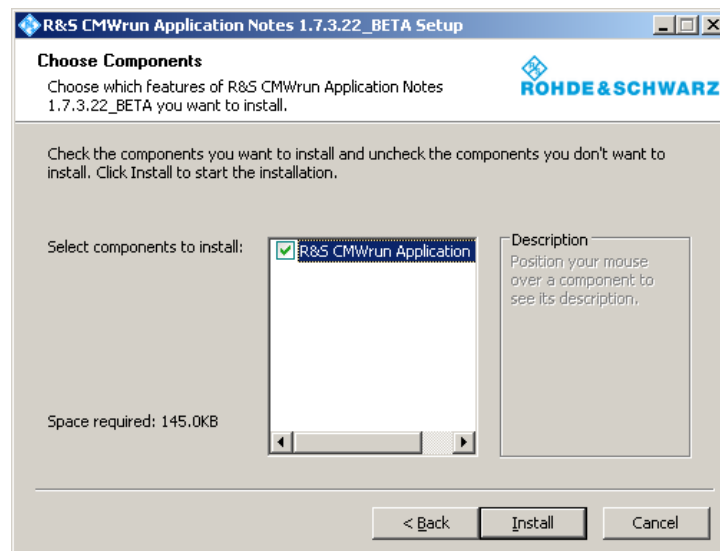 R&S CMWrun Application Notes 1.7.3.22_BETA Setup
Choose Components
Choose which features of R&S CMWrun Application Notes
1.7.3.22_BETA you want to install.
ROHDE&SCHWARZ
Check the components you want to install and uncheck the components you don't want to
install. Click Install to start the installation.
Select components to install:
R&S CMWrun Application
Description
Position your mouse
over a component to
see its description.
Space required: 145.0KB
< Back
Install
Cancel